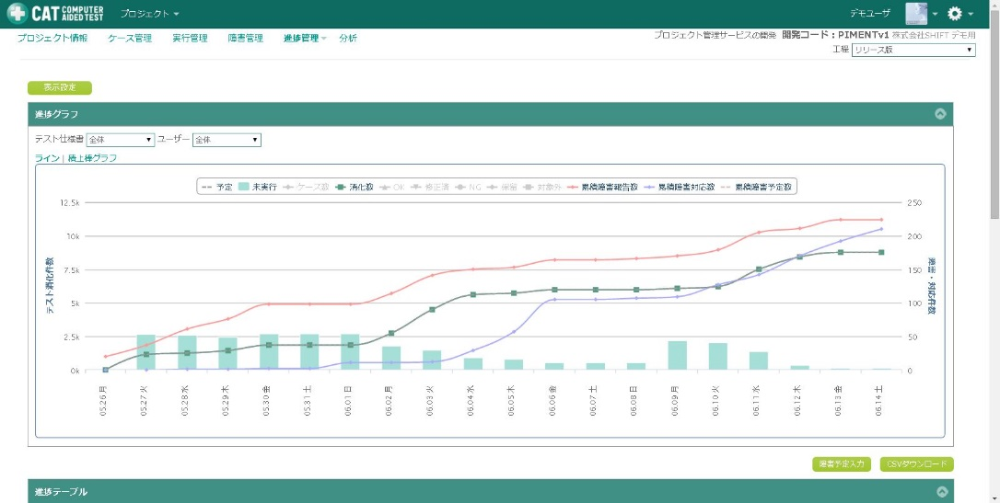 CAT COMPUTER AIDED TEST プロジェクト デモユーザ
プロジェクト情報 ケース管理 実行管理 障害管理 進捗管理 分析
プロジェクト管理サービスの開発 開発コード：PIMENTv1 株式会社SHIFT デモ用
工程 リリース版
表示設定
進捗グラフ
テスト仕様書 全体 ユーザー 全体
ライン | 積上棒グラフ
予定 未実行 ケース数 消化数 OK 修正済 NG 保留 対象外 累積障害報告数 累積障害対応数 累積障害予定数
12.5k 250
10k 200
7.5k 150
5k 100
2.5k 50
0k 0
テスト消化件数
障害・対応件数
05.26 月 05.27 火 05.28 水 05.29 木 05.30 金 05.31 土 06.01 日 06.02 月 06.03 火 06.04 水 06.05 木 06.06 金 06.07 土 06.08 日 06.09 月 06.10 火 06.11 水 06.12 木 06.13 金 06.14 土
障害予定入力 CSVダウンロード
進捗テーブル